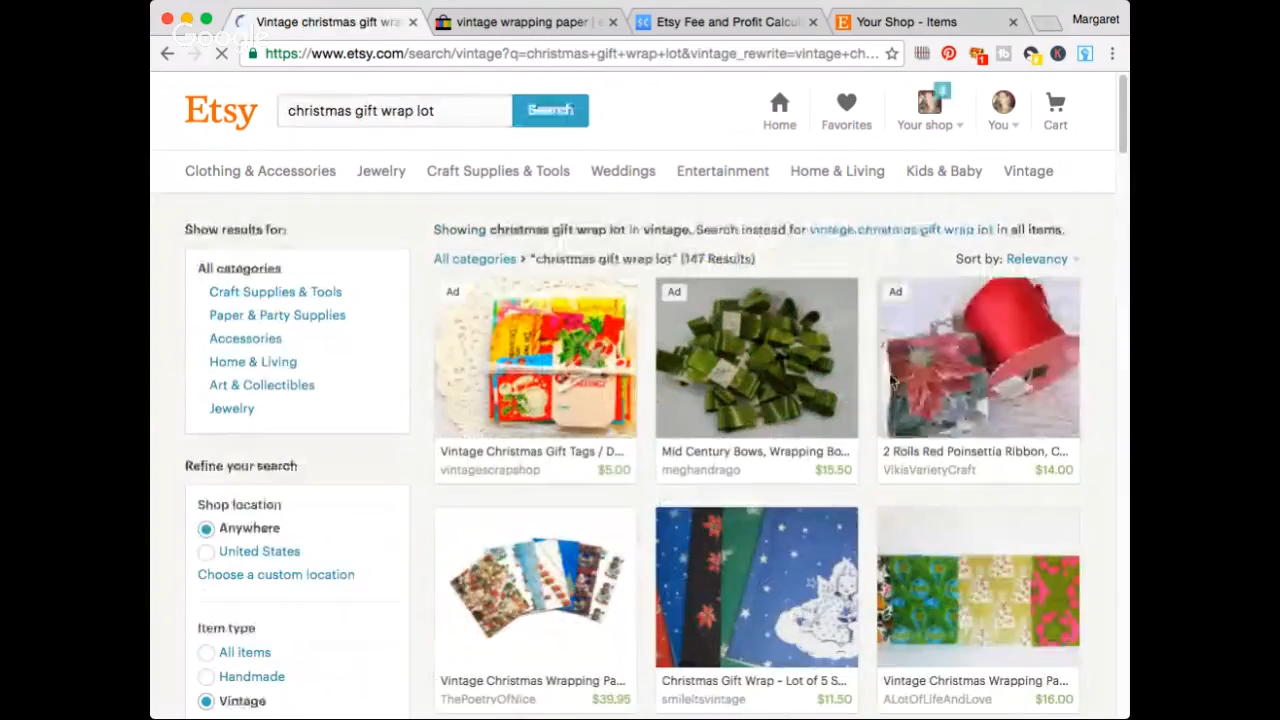 Vintage christmas gift wr
vintage wrapping paper | e
Etsy Fee and Profit Calcu
Your Shop - Items
Margaret
Google
https://www.etsy.com/search/vintage?q=christmas+gift+wrap+lot&vintage_rewrite=vintage+ch...
Etsy
christmas gift wrap lot
Search
Home
Favorites
Your shop
You
Cart
Clothing & Accessories
Jewelry
Craft Supplies & Tools
Weddings
Entertainment
Home & Living
Kids & Baby
Vintage
Show results for:
All categories
Craft Supplies & Tools
Paper & Party Supplies
Accessories
Home & Living
Art & Collectibles
Jewelry
Refine your search
Shop location
Anywhere
United States
Choose a custom location
Item type
All items
Handmade
Vintage
Showing christmas gift wrap lot in vintage. Search instead for vintage christmas gift wrap lot in all items.
All categories > "christmas gift wrap lot" (147 Results)
Sort by: Relevancy
Ad
Vintage Christmas Gift Tags / D...
vintagescrapshop $5.00
Ad
Mid Century Bows, Wrapping Bo...
meghandrago $15.50
Ad
2 Rolls Red Poinsettia Ribbon, C...
VikisVarietyCraft $14.00
Vintage Christmas Wrapping Pa...
ThePoetryOfNice $39.95
Christmas Gift Wrap - Lot of 5 S...
smileitsvintage $11.50
Vintage Christmas Wrapping Pa...
ALotOfLifeAndLove $16.00